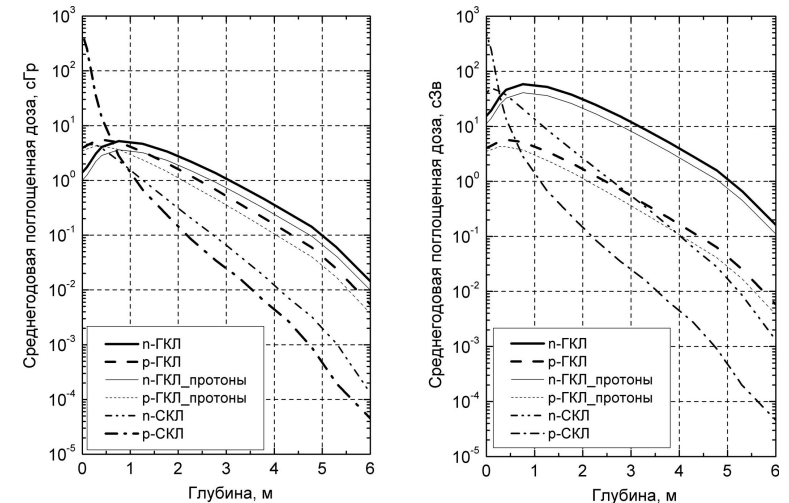 Среднегодовая поглощенная доза, сГр
10³
10²
10¹
10⁰
10⁻¹
10⁻²
10⁻³
10⁻⁴
10⁻⁵
n-ГКЛ
p-ГКЛ
n-ГКЛ_протоны
p-ГКЛ_протоны
n-СКЛ
p-СКЛ
0 1 2 3 4 5 6
Глубина, м
Среднегодовая поглощенная доза, сЗв
10³
10²
10¹
10⁰
10⁻¹
10⁻²
10⁻³
10⁻⁴
10⁻⁵
n-ГКЛ
p-ГКЛ
n-ГКЛ_протоны
p-ГКЛ_протоны
n-СКЛ
p-СКЛ
0 1 2 3 4 5 6
Глубина, м